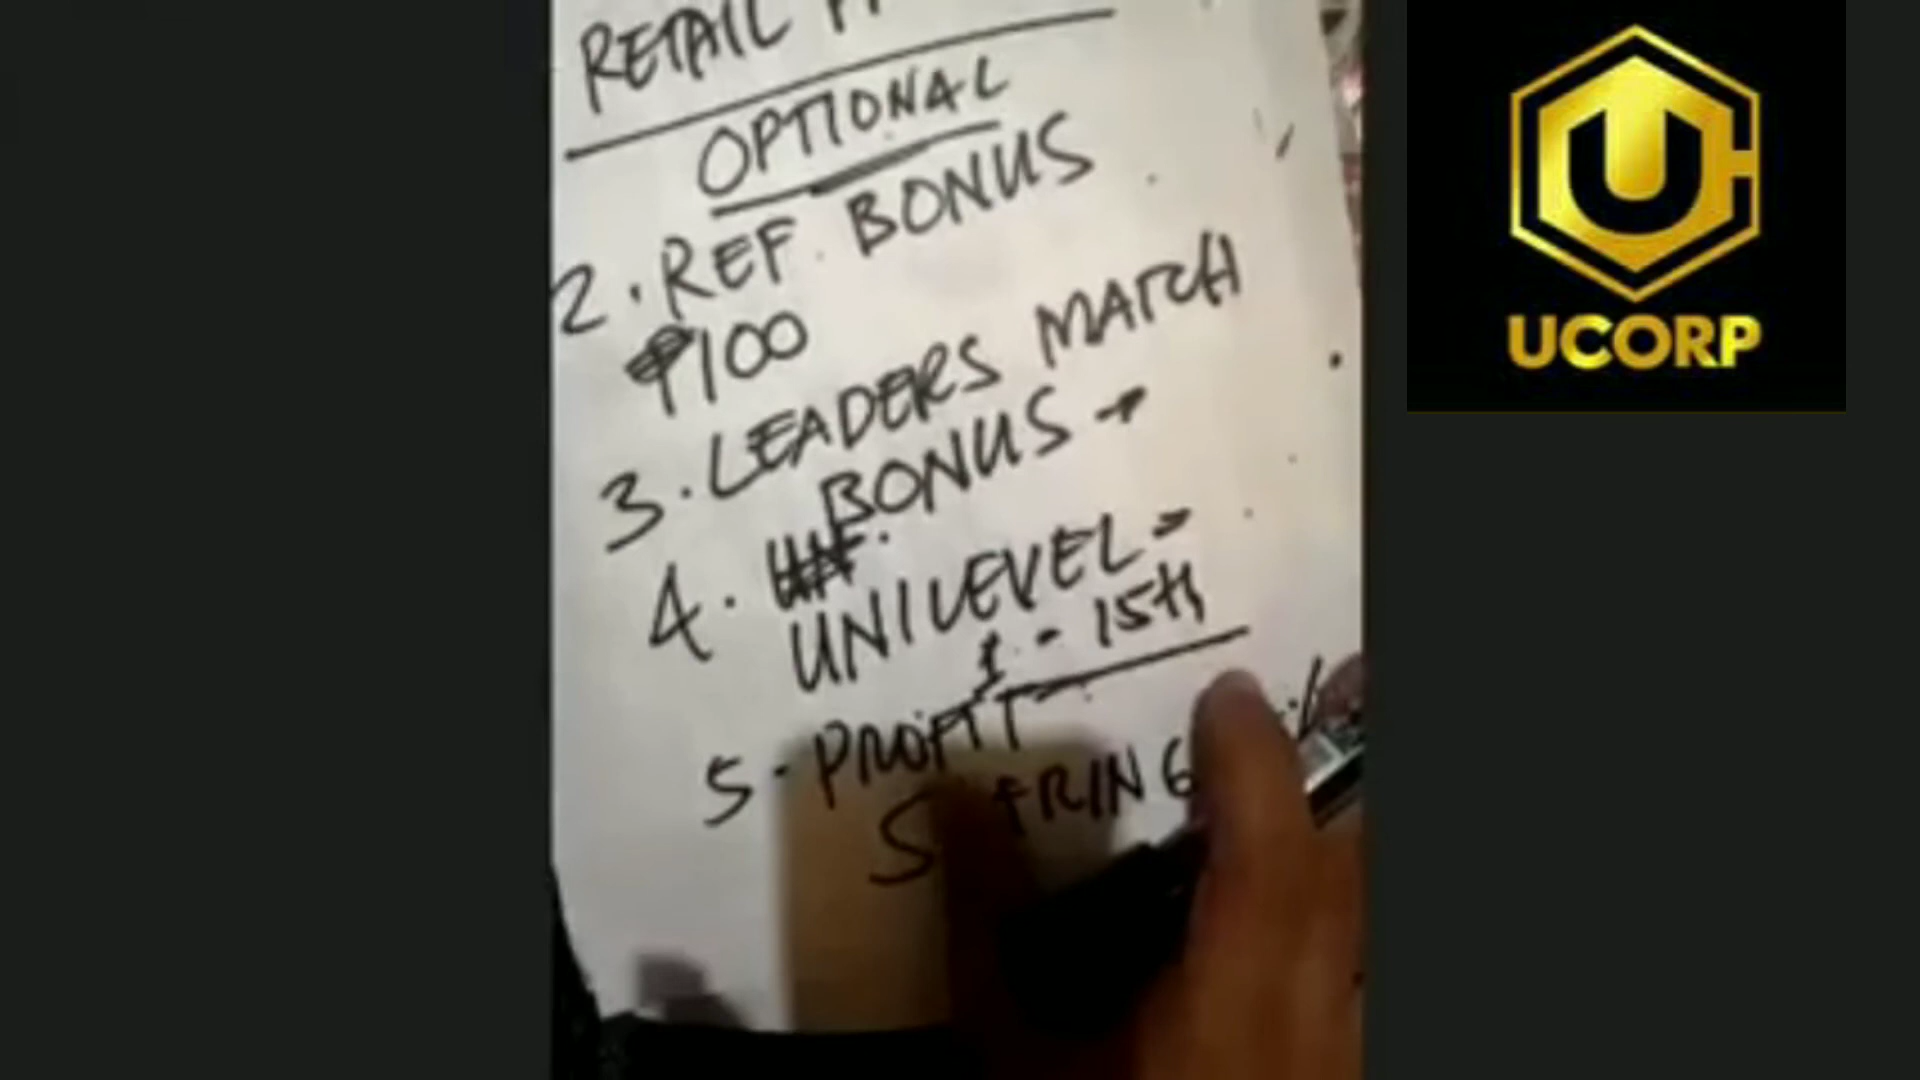 RETAIL
OPTIONAL
2. REF. BONUS
₱100
3. LEADERS MATCH
BONUS -
4.
UNILEVEL -
1 - 15th
5 - PROFIT
UCORP